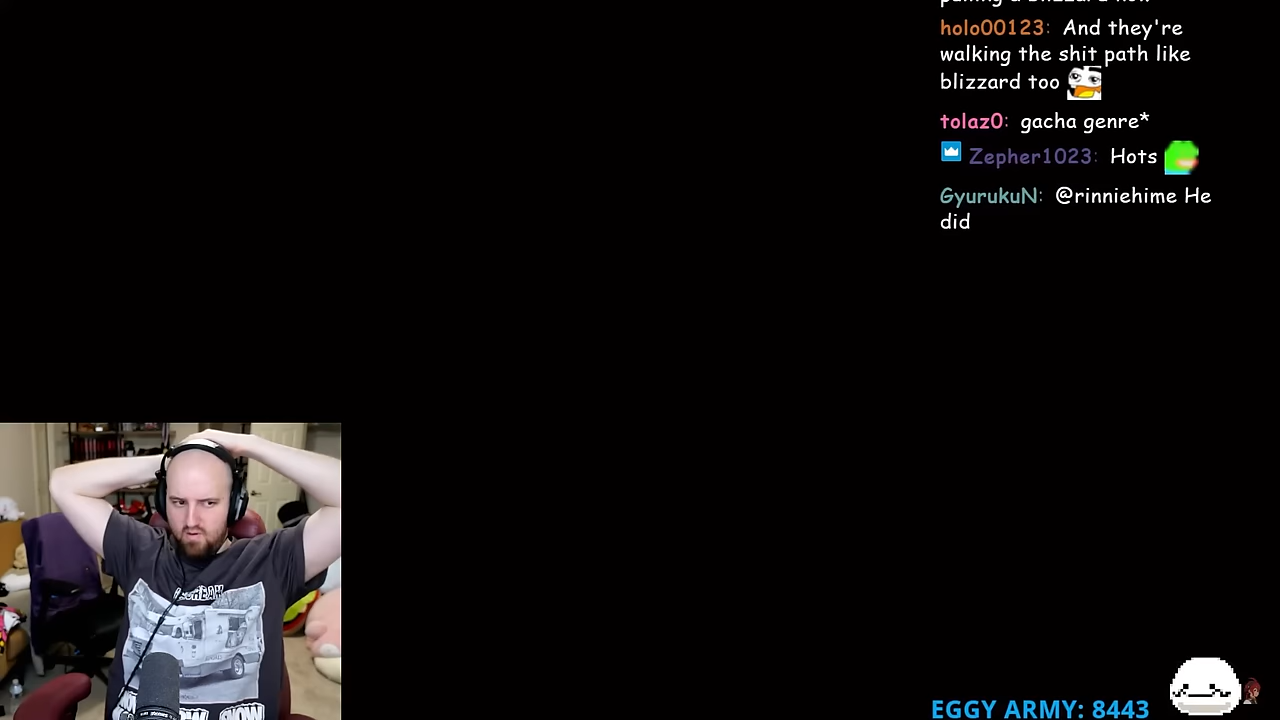 holo00123: And they're
walking the shit path like
blizzard too
tolaz0: gacha genre*
Zepher1023: Hots
GyurukuN: @rinniehime He
did
EGGY ARMY: 8443